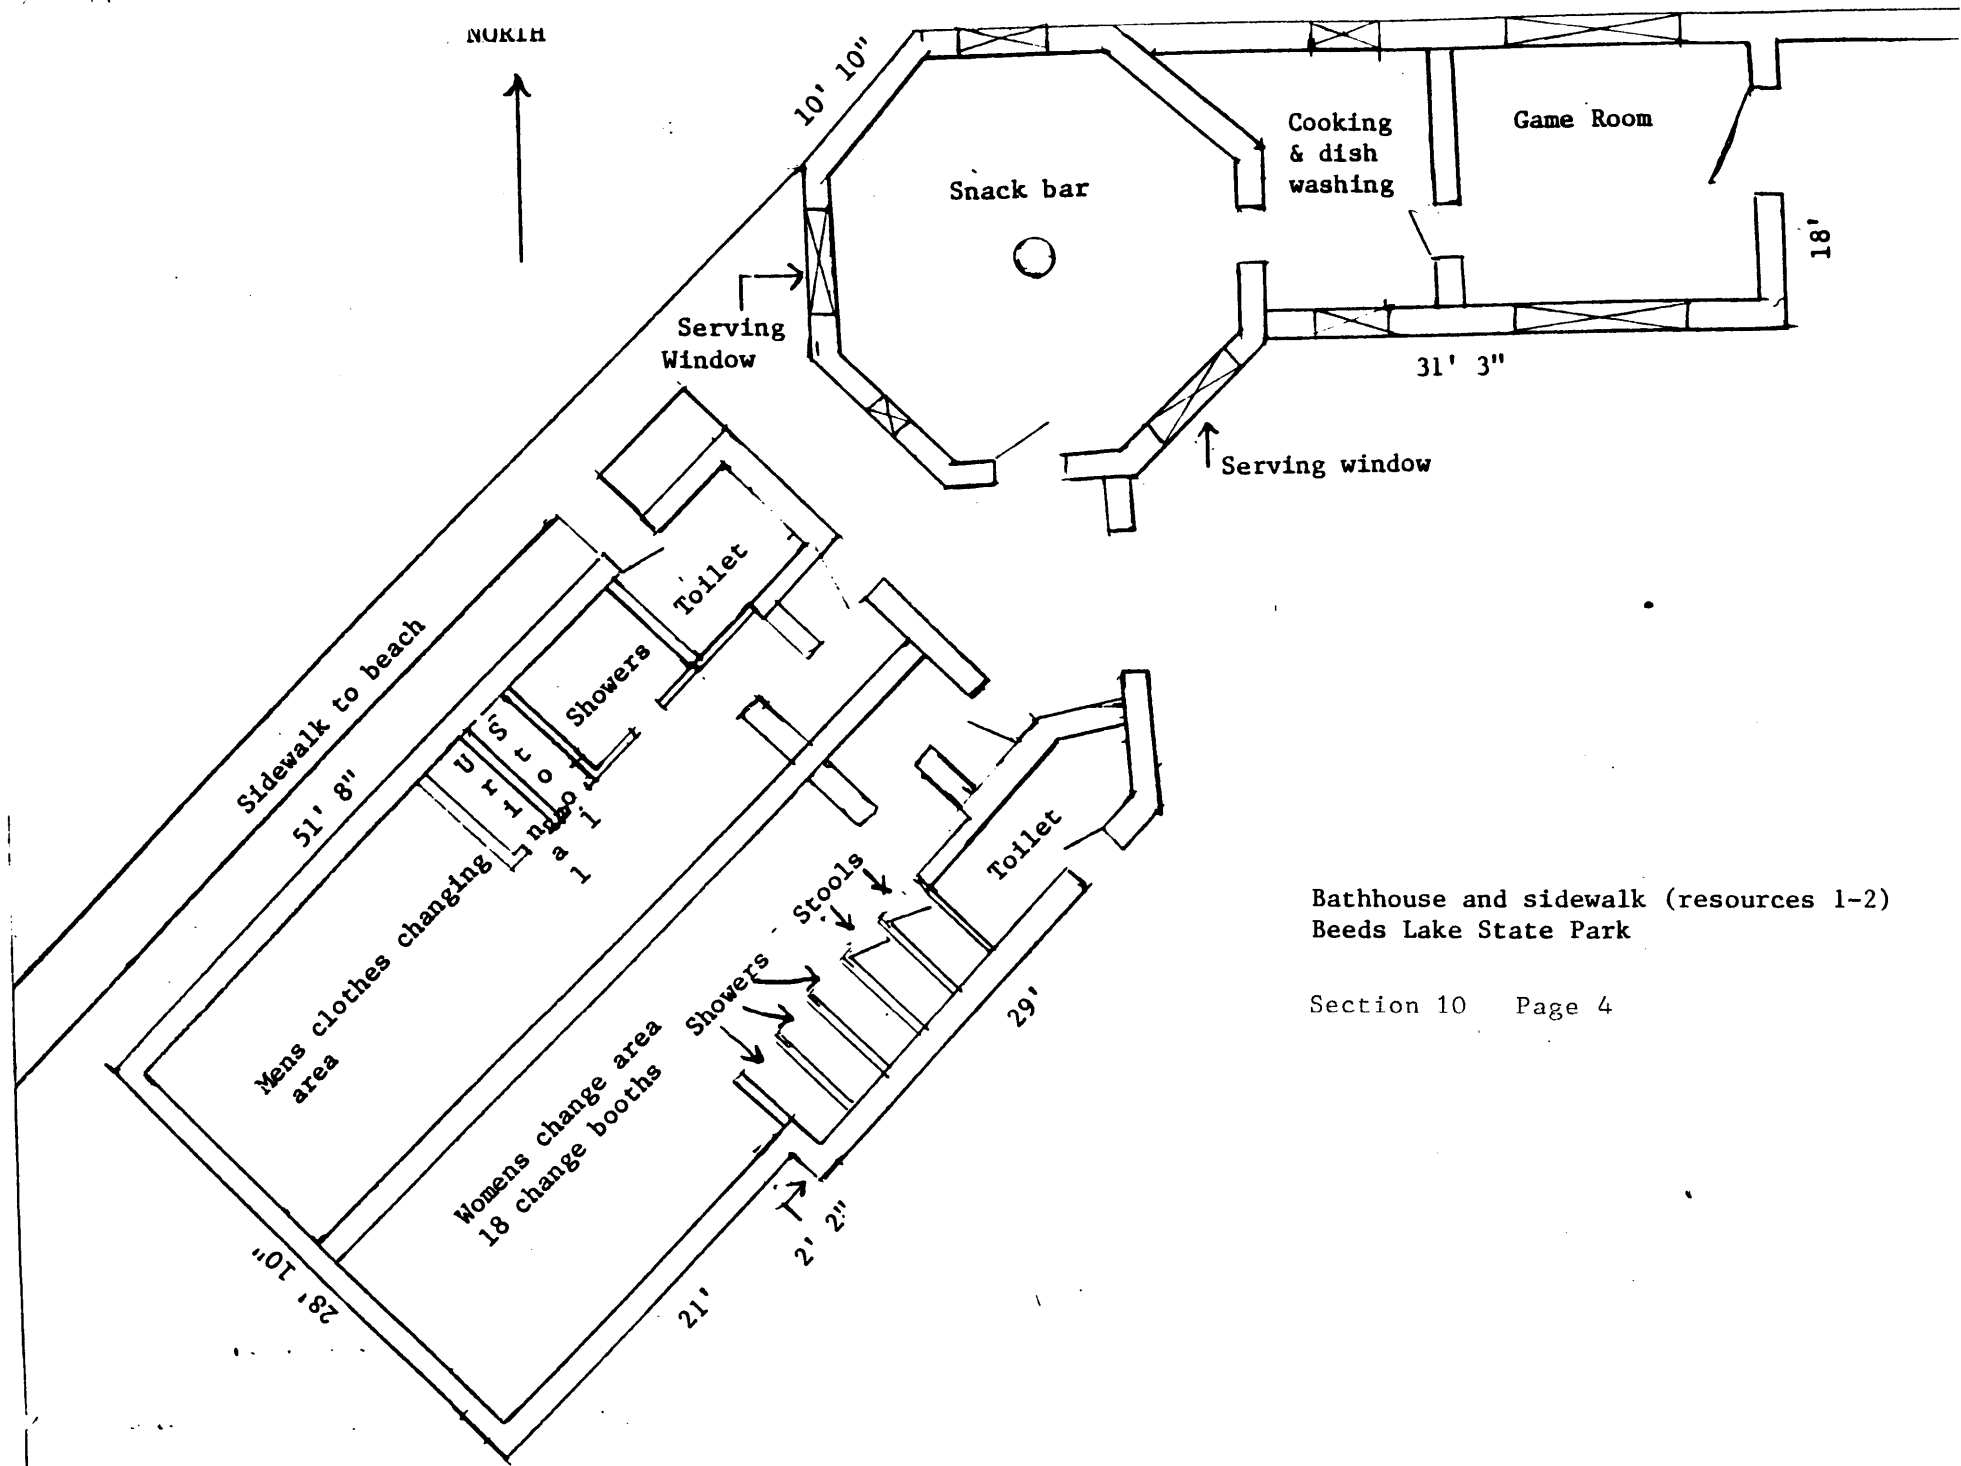 NORTH
10' 10"
Cooking
& dish
washing
Game Room
Snack bar
18'
Serving
Window
31' 3"
Serving window
Toilet
Showers
Stool
Urinal
Sidewalk to beach
51' 8"
Mens clothes changing
area
Toilet
Stools
Showers
Womens change area
18 change booths
29'
2' 2"
21'
28' 10"
Bathhouse and sidewalk (resources 1-2)
Beeds Lake State Park
Section 10 Page 4